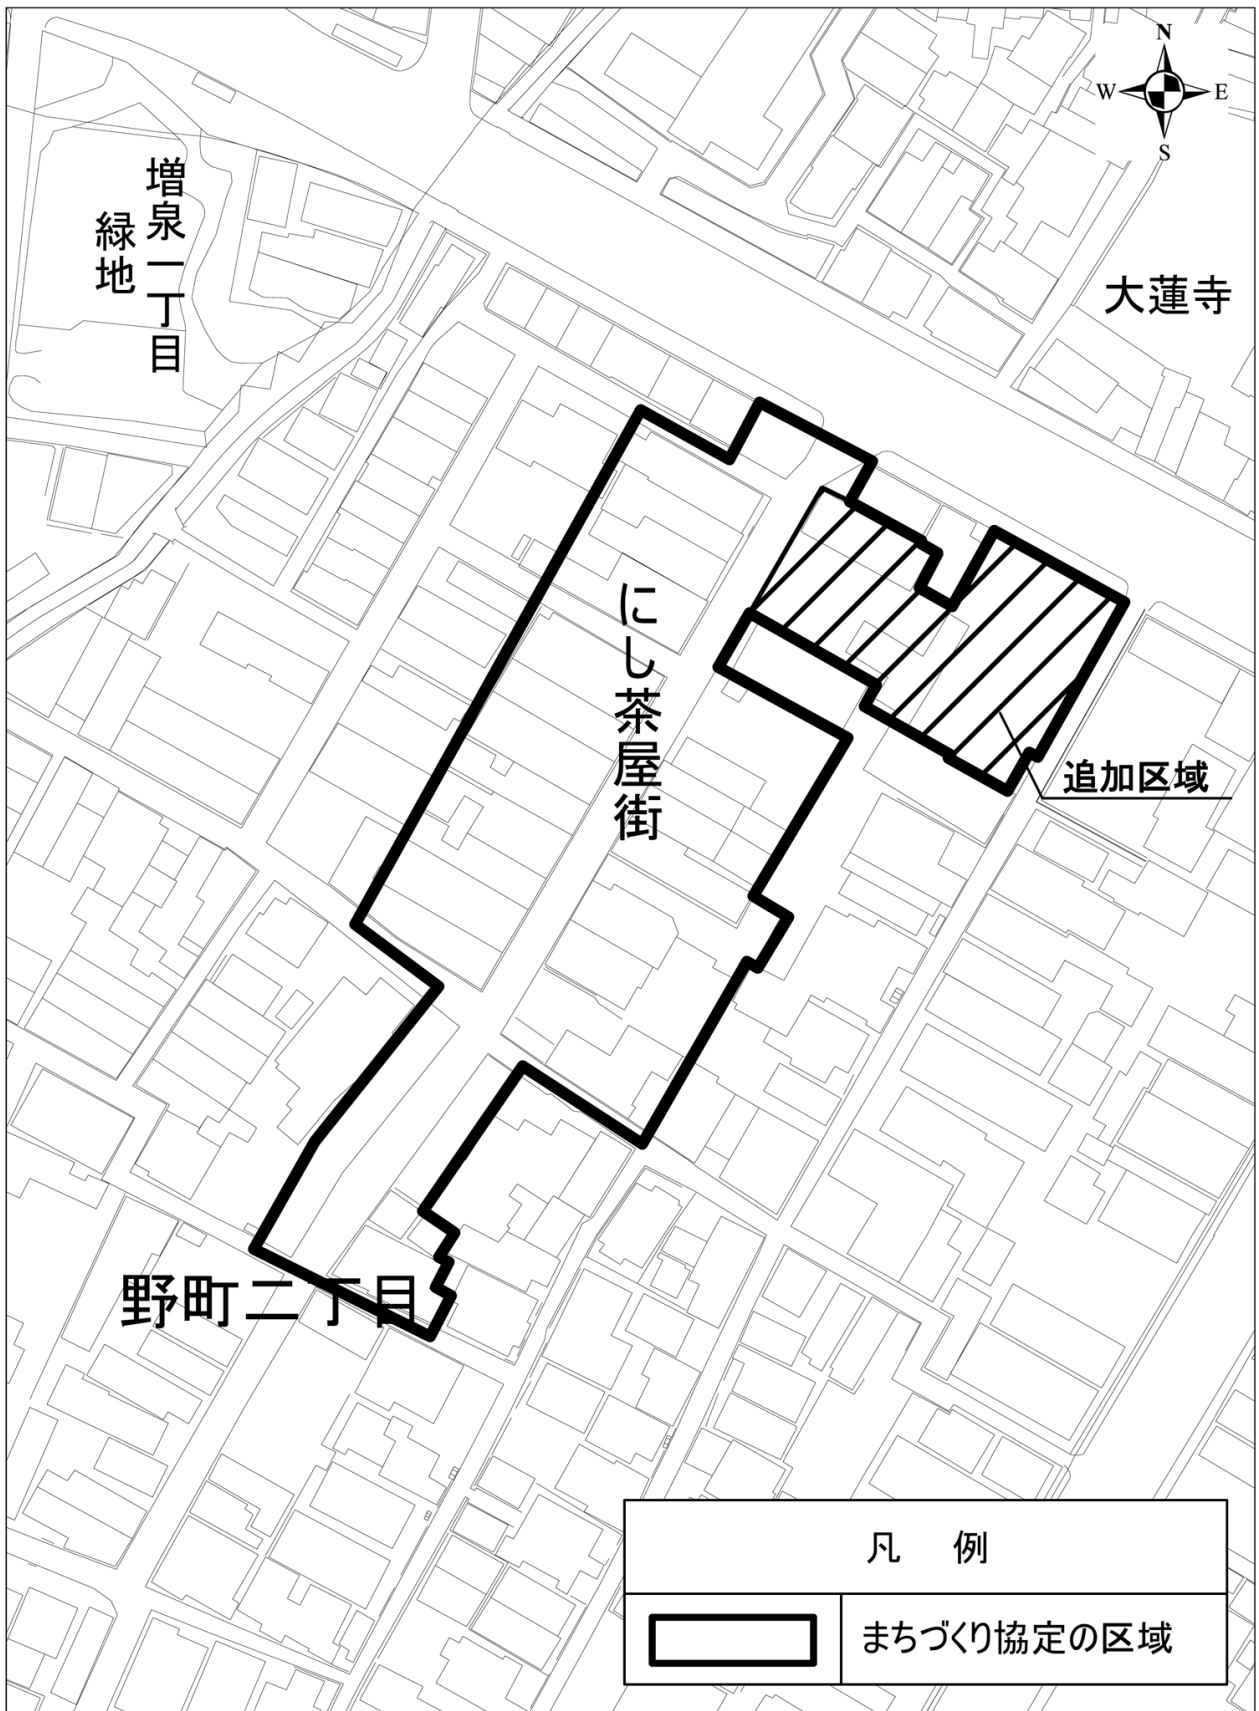 N
W
E
S
増泉一丁目
緑地
大蓮寺
にし茶屋街
追加区域
野町二丁目
凡 例
まちづくり協定の区域